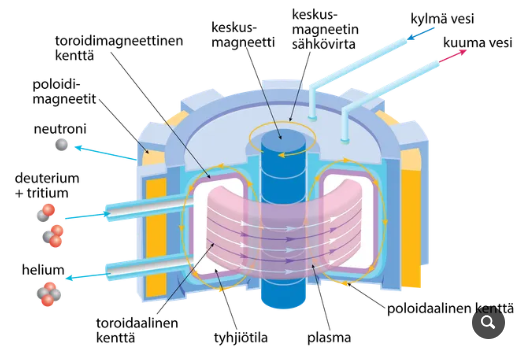 toroidimagneettinen
kenttä
keskus-
magneetti
keskus-
magneetin
sähkövirta
kylmä vesi
kuuma vesi
poloidi-
magneetit
neutroni
deuterium
+ tritium
helium
toroidaalinen
kenttä
tyhjiötila
plasma
poloidaalinen kenttä